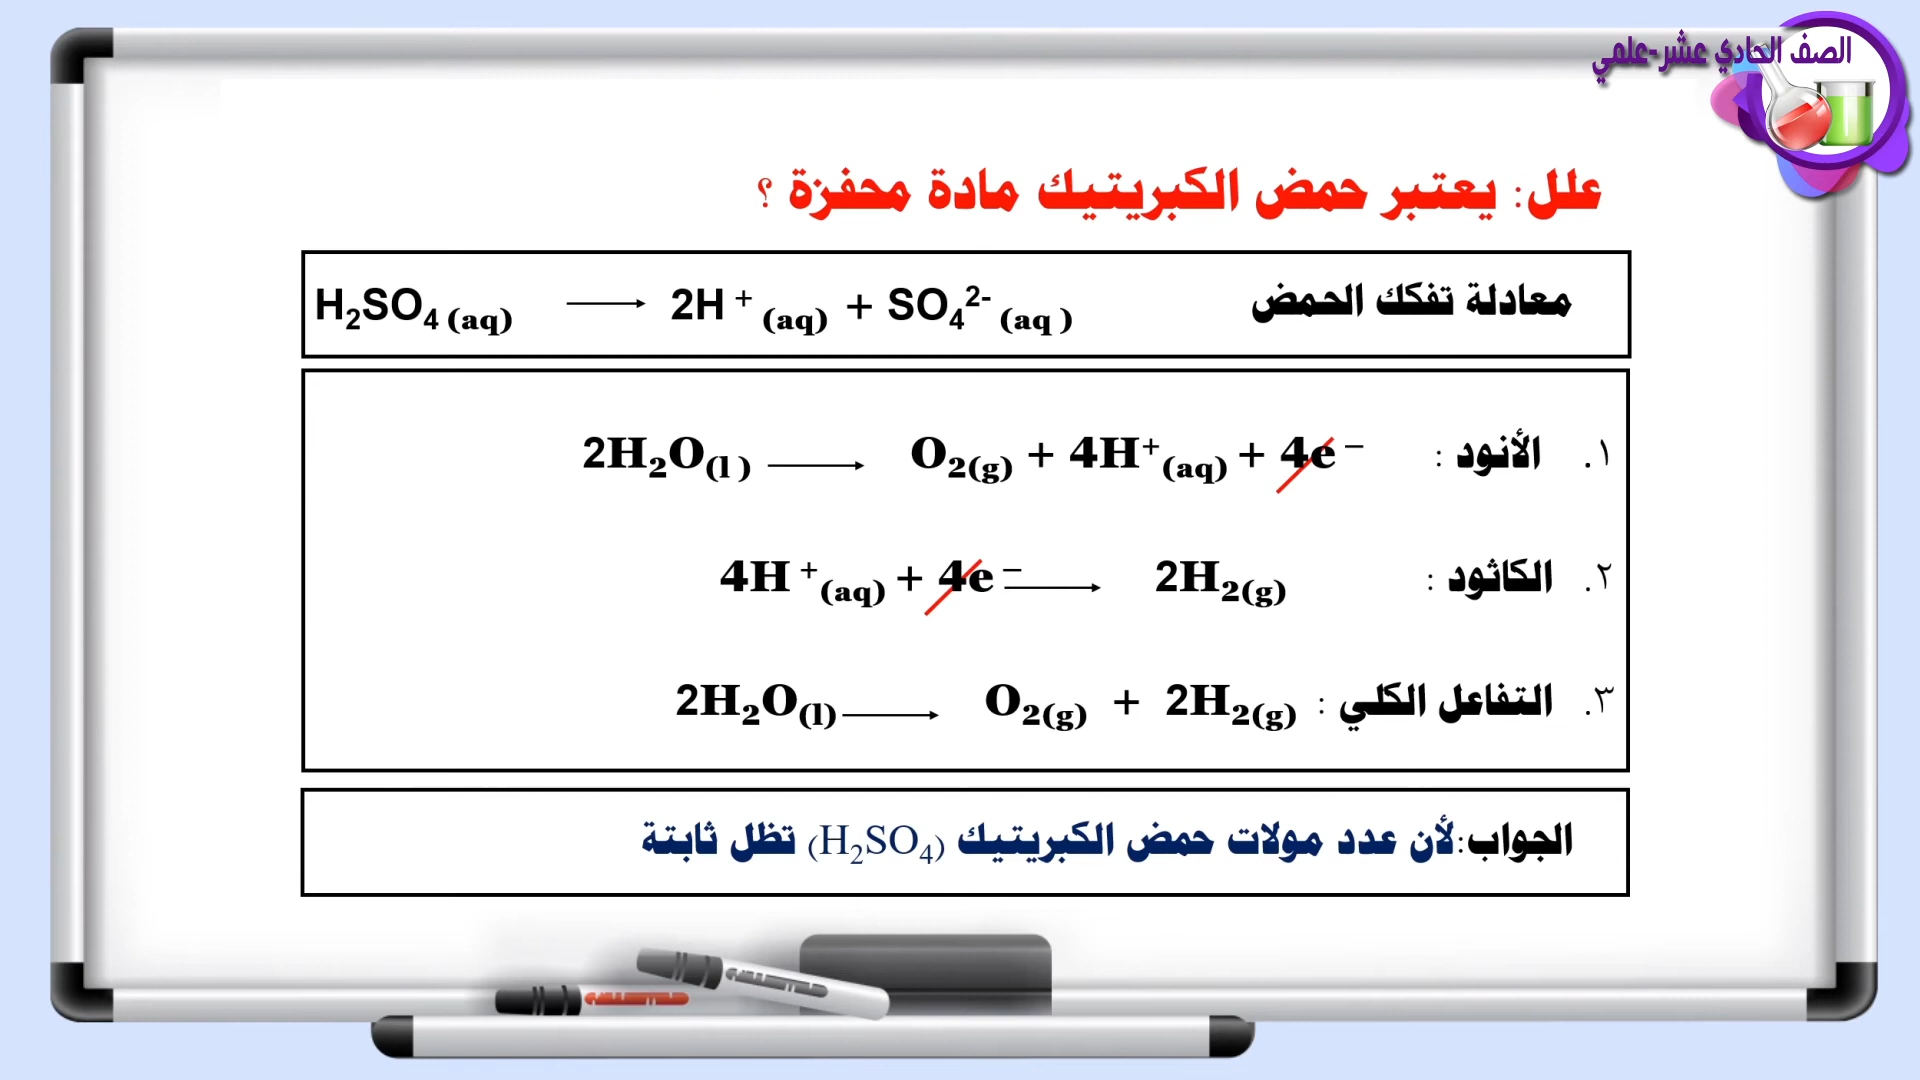 الصف الحادي عشر-علمي
علل: يعتبر حمض الكبريتيك مادة محفزة ؟
معادلة تفكك الحمض H₂SO₄ (aq) ⟶ 2H⁺ (aq) + SO₄²⁻ (aq )
١. الأنود : 2H₂O(l ) ⟶ O₂(g) + 4H⁺(aq) + 4e⁻
٢. الكاثود : 4H⁺(aq) + 4e⁻ ⟶ 2H₂(g)
٣. التفاعل الكلي : 2H₂O(l) ⟶ O₂(g) + 2H₂(g)
الجواب:لأن عدد مولات حمض الكبريتيك (H₂SO₄) تظل ثابتة